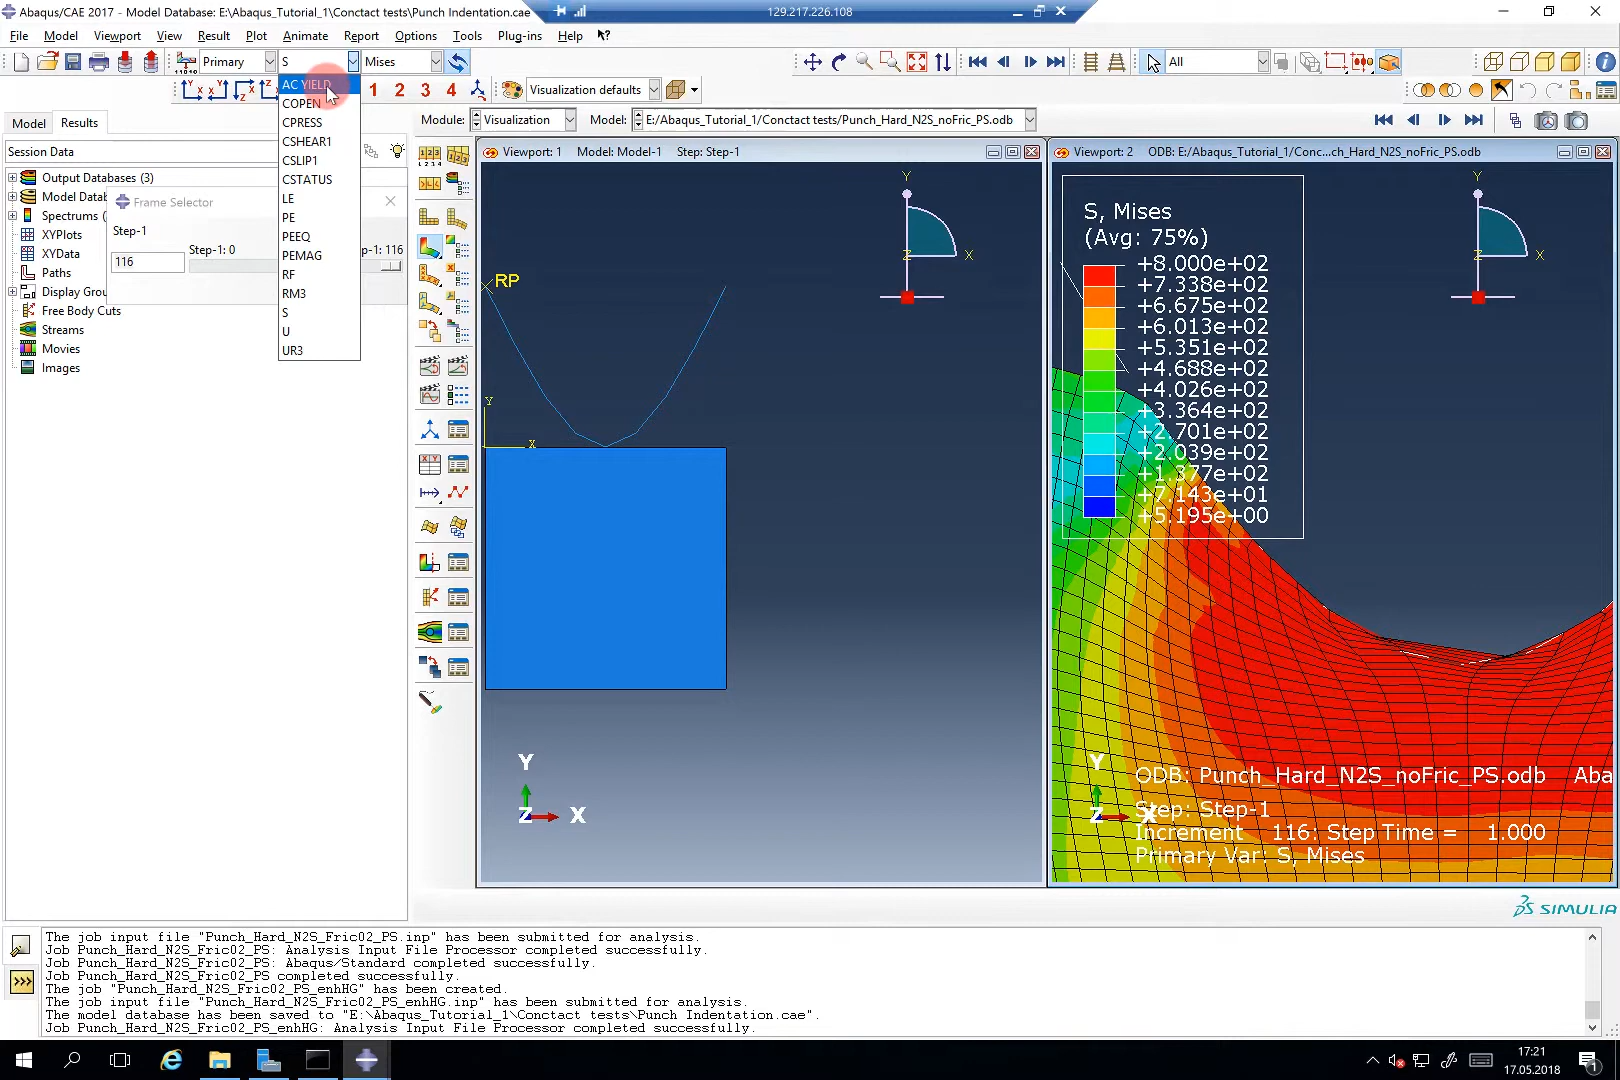 Abaqus/CAE 2017 - Model Database: E:\Abaqus_Tutorial_1\Conctact tests\Punch Indentation.cae
129.217.226.108
File Model Viewport View Result Plot Animate Report Options Tools Plug-ins Help
Primary
S
Mises
All
1 2 3 4
Visualization defaults
Model
Results
Module:
Visualization
Model:
E:/Abaqus_Tutorial_1/Conctact tests/Punch_Hard_N2S_noFric_PS.odb
Session Data
Output Databases (3)
Model Datab
Spectrums (
XYPlots
XYData
Paths
Display Grou
Free Body Cuts
Streams
Movies
Images
Frame Selector
Step-1
Step-1: 0
p-1: 116
116
AC YIELD
COPEN
CPRESS
CSHEAR1
CSLIP1
CSTATUS
LE
PE
PEEQ
PEMAG
RF
RM3
S
U
UR3
Viewport: 1 Model: Model-1 Step: Step-1
RP
Y
X
Y
Z
X
Y
Z
X
Viewport: 2 ODB: E:/Abaqus_Tutorial_1/Conc...ch_Hard_N2S_noFric_PS.odb
Y
Z
X
S, Mises
(Avg: 75%)
+8.000e+02
+7.338e+02
+6.675e+02
+6.013e+02
+5.351e+02
+4.688e+02
+4.026e+02
+3.364e+02
+2.701e+02
+2.039e+02
+1.377e+02
+7.143e+01
+5.195e+00
Y
Z
X
ODB: Punch_Hard_N2S_noFric_PS.odb Aba
Step: Step-1
Increment 116: Step Time = 1.000
Primary Var: S, Mises
SIMULIA
The job input file "Punch_Hard_N2S_Fric02_PS.inp" has been submitted for analysis.
Job Punch_Hard_N2S_Fric02_PS: Analysis Input File Processor completed successfully.
Job Punch_Hard_N2S_Fric02_PS: Abaqus/Standard completed successfully.
Job Punch_Hard_N2S_Fric02_PS completed successfully.
The job "Punch_Hard_N2S_Fric02_PS_enhHG" has been created.
The job input file "Punch_Hard_N2S_Fric02_PS_enhHG.inp" has been submitted for analysis.
The model database has been saved to "E:\Abaqus_Tutorial_1\Conctact tests\Punch Indentation.cae".
Job Punch_Hard_N2S_Fric02_PS_enhHG: Analysis Input File Processor completed successfully.
17:21
17.05.2018